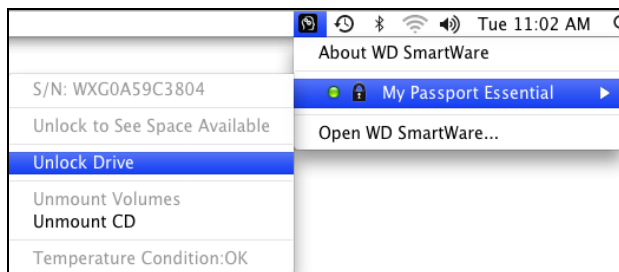 Tue 11:02 AM
About WD SmartWare
My Passport Essential
Open WD SmartWare...
S/N: WXG0A59C3804
Unlock to See Space Available
Unlock Drive
Unmount Volumes
Unmount CD
Temperature Condition:OK